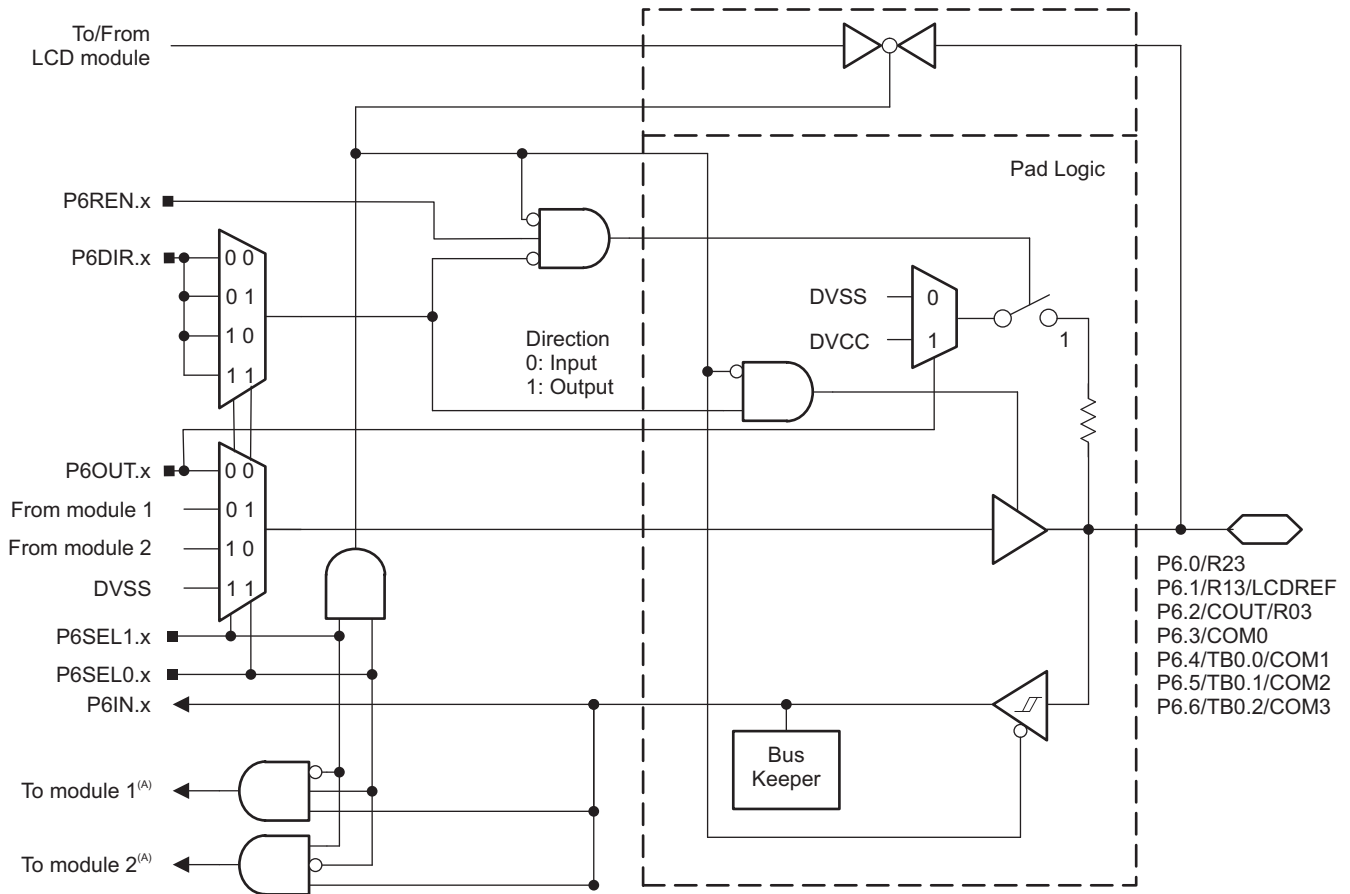 To/From
LCD module
Pad Logic
P6REN.x
P6DIR.x
0 0
0 1
1 0
1 1
Direction
0: Input
1: Output
DVSS
DVCC
0
1
1
P6OUT.x
From module 1
From module 2
DVSS
0 0
0 1
1 0
1 1
P6SEL1.x
P6SEL0.x
P6IN.x
Bus
Keeper
To module 1(A)
To module 2(A)
P6.0/R23
P6.1/R13/LCDREF
P6.2/COUT/R03
P6.3/COM0
P6.4/TB0.0/COM1
P6.5/TB0.1/COM2
P6.6/TB0.2/COM3